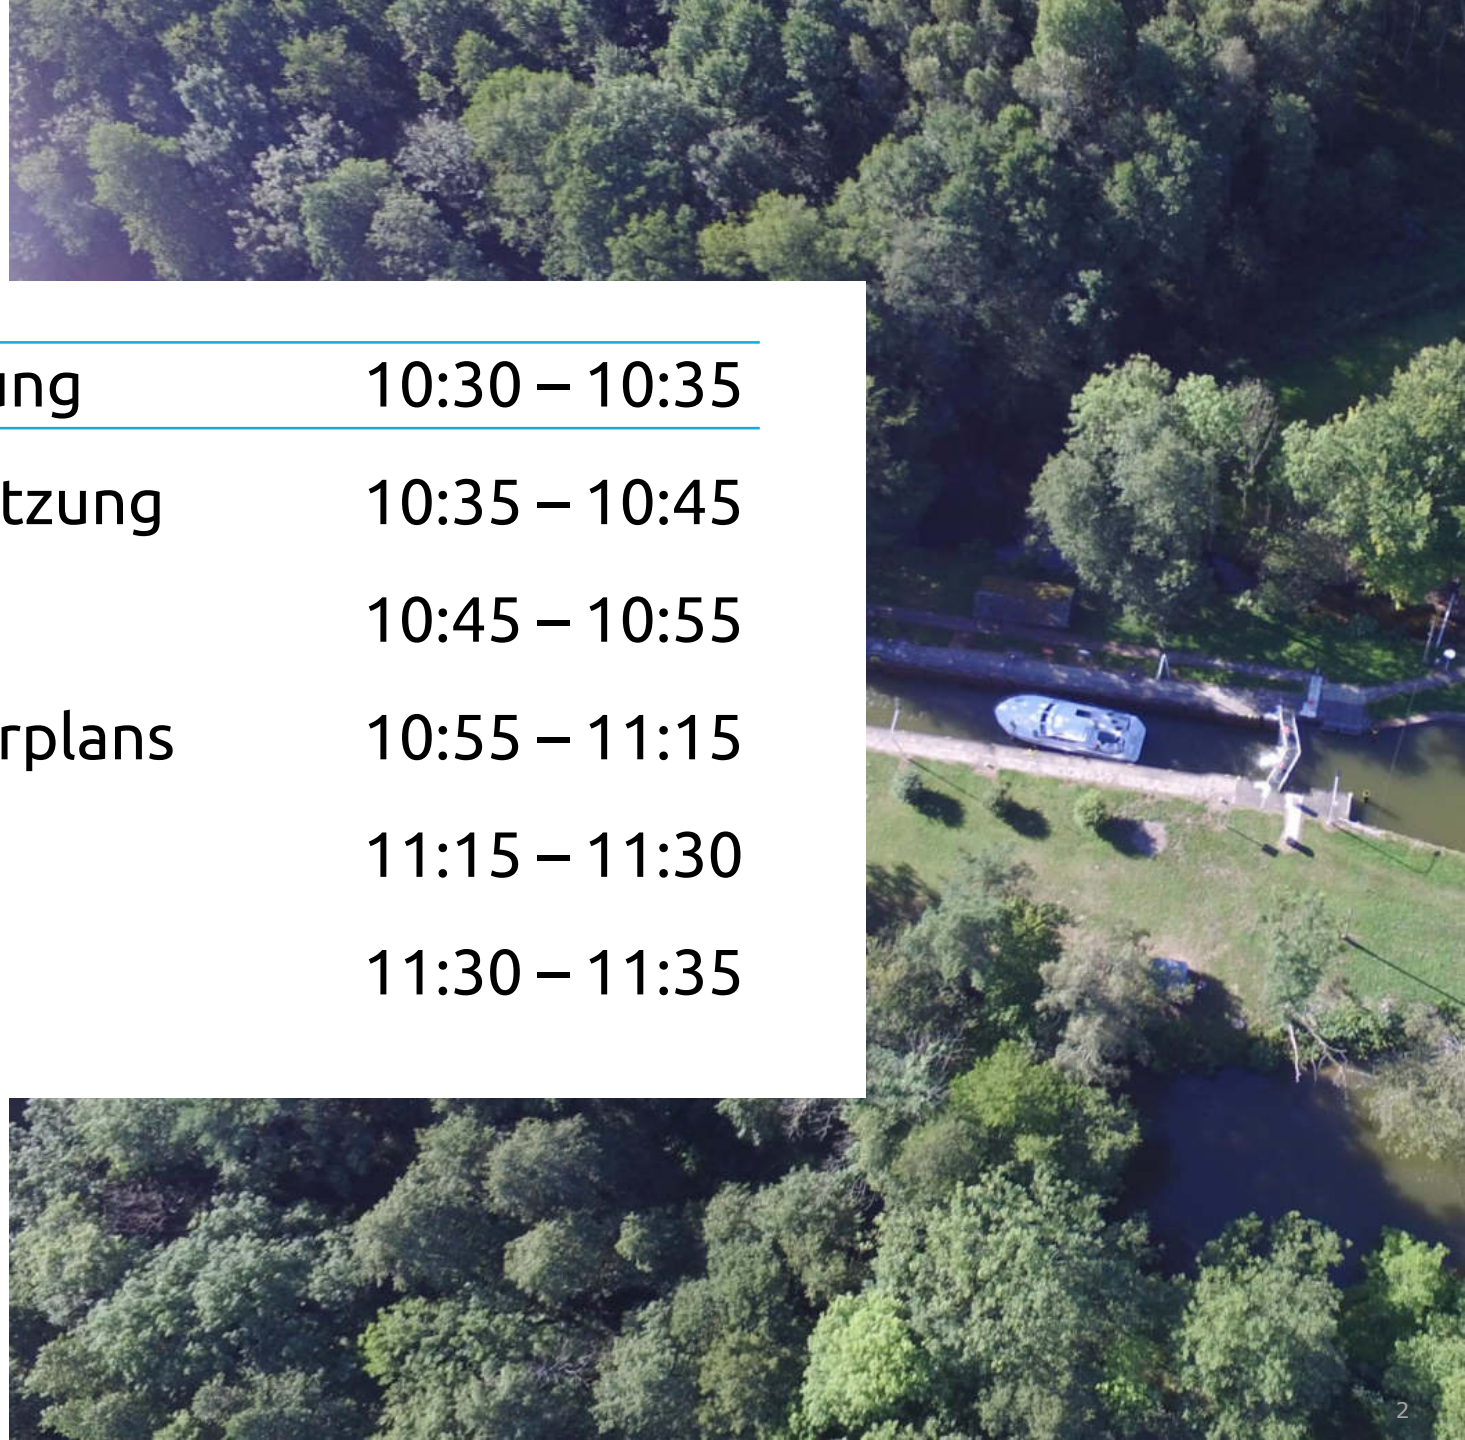 ung 10:30 – 10:35
tzung 10:35 – 10:45
10:45 – 10:55
rplans 10:55 – 11:15
11:15 – 11:30
11:30 – 11:35
2